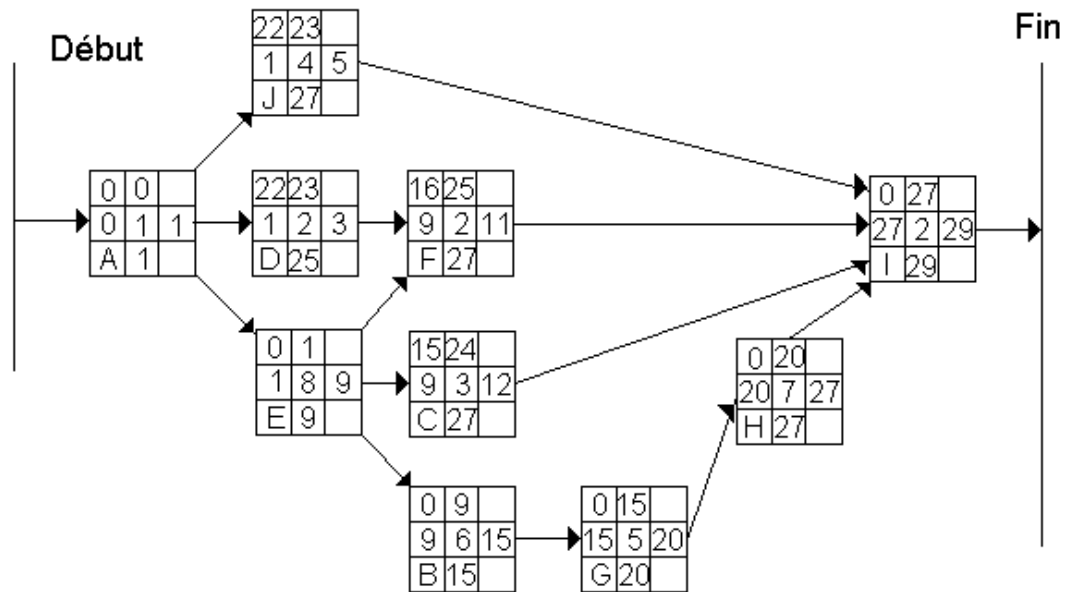 Début
Fin
22 23
1 4 5
J 27
0 0
0 1 1
A 1
22 23
1 2 3
D 25
16 25
9 2 11
F 27
0 27
27 2 29
I 29
0 1
1 8 9
E 9
15 24
9 3 12
C 27
0 20
20 7 27
H 27
0 9
9 6 15
B 15
0 15
15 5 20
G 20